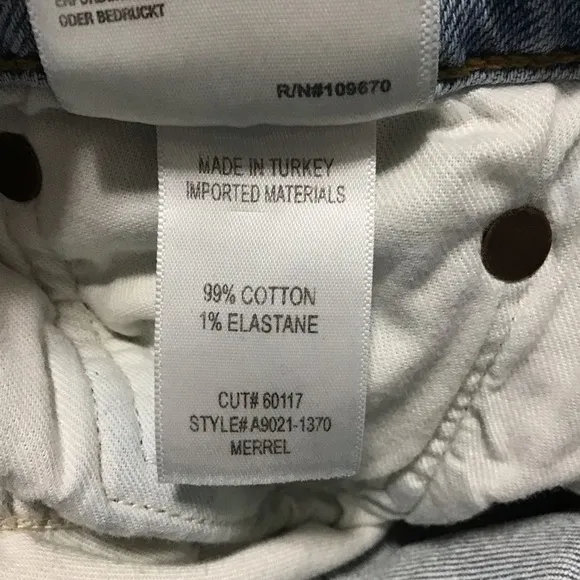 ODER BEDRUCKT
R/N#109670
MADE IN TURKEY
IMPORTED MATERIALS
99% COTTON
1% ELASTANE
CUT# 60117
STYLE# A9021-1370
MERREL